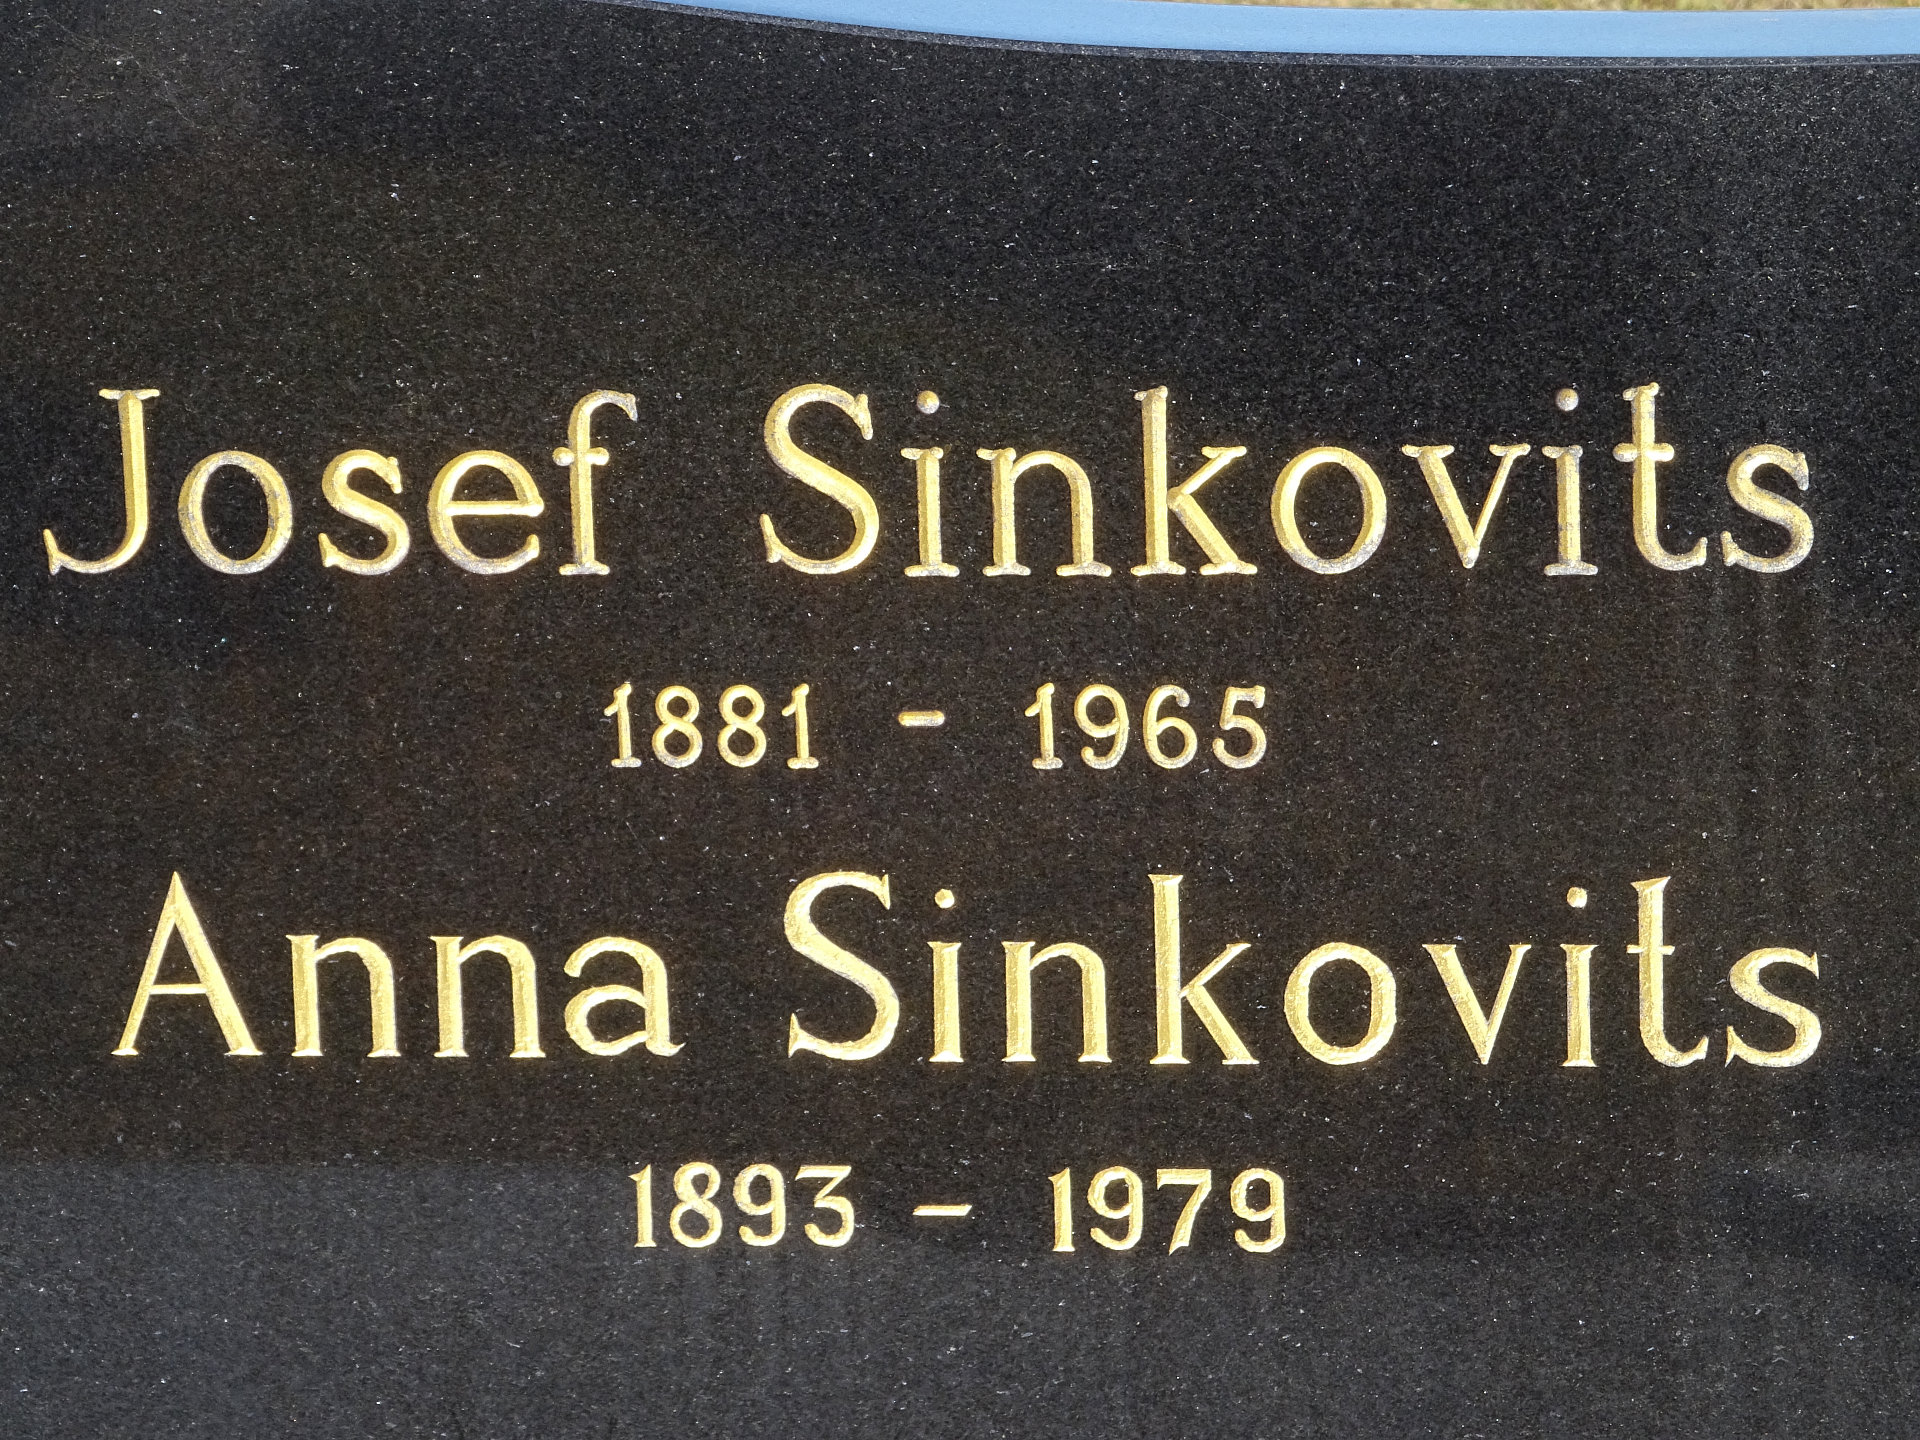 Josef Sinkovits
1881 - 1965
Anna Sinkovits
1893 - 1979